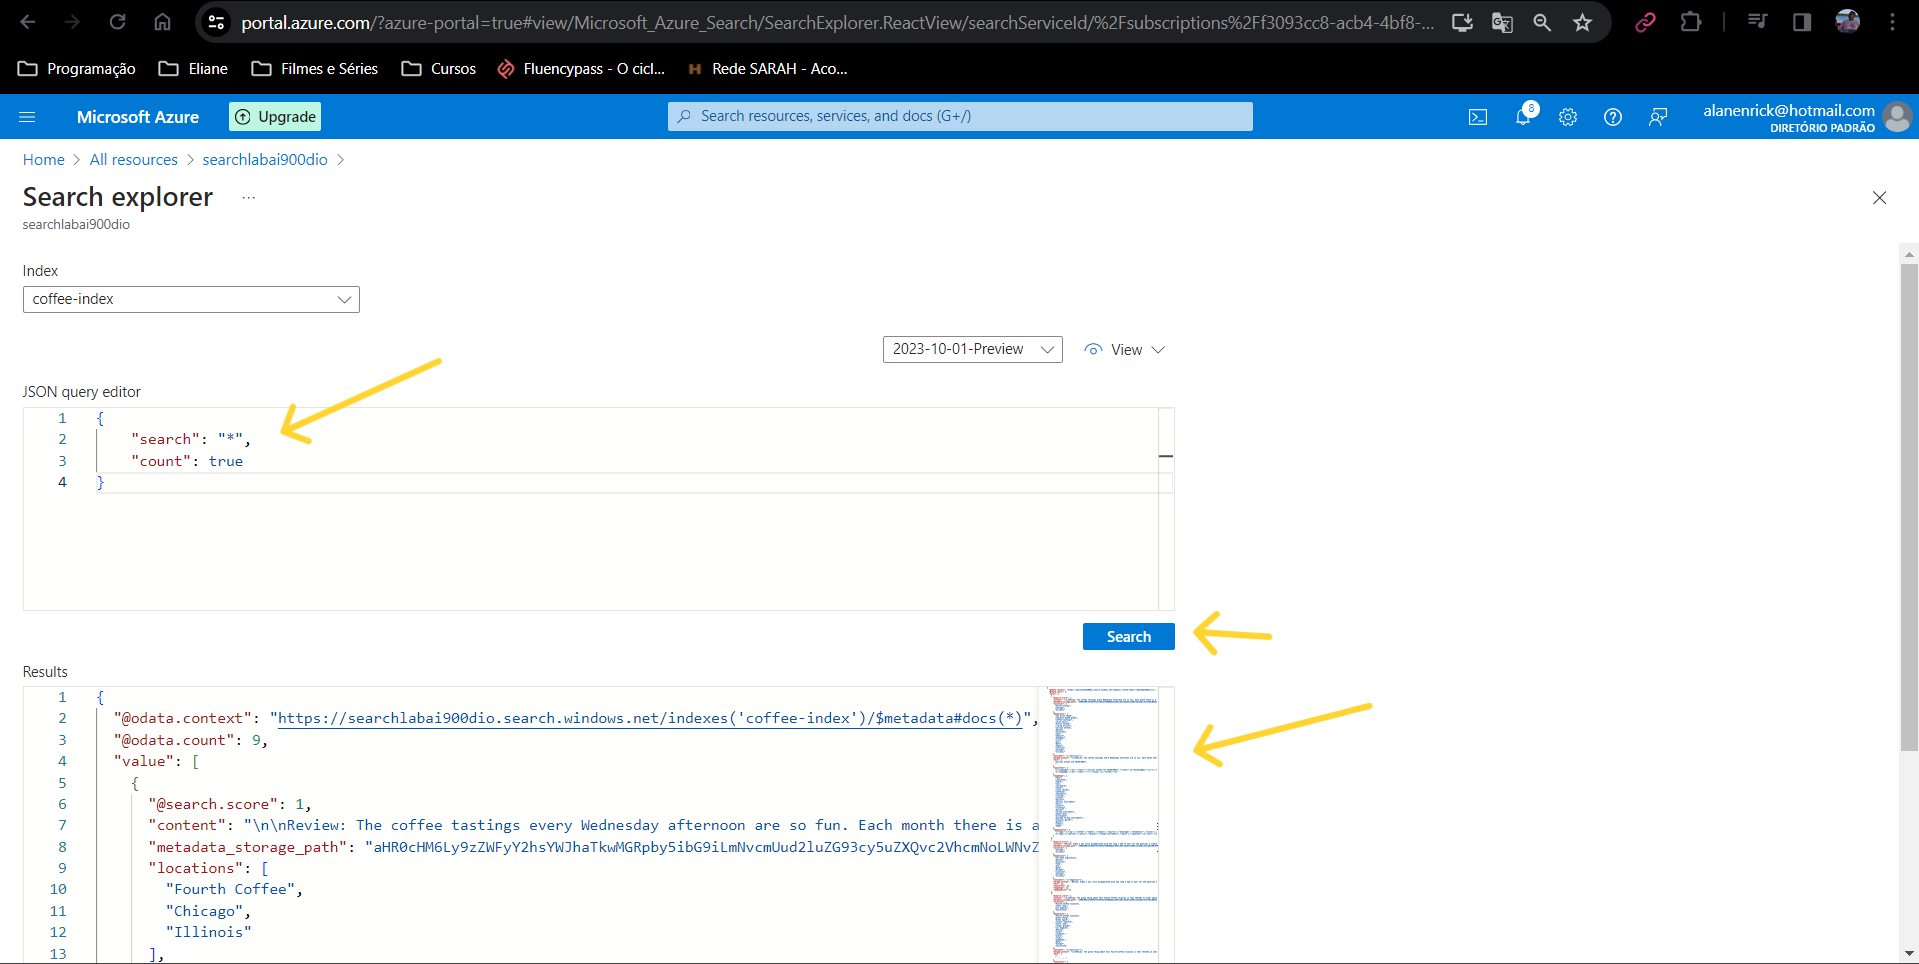 portal.azure.com/?azure-portal=true#view/Microsoft_Azure_Search/SearchExplorer.ReactView/searchServiceId/%2Fsubscriptions%2Ff3093cc8-acb4-4bf8-...
Programação Eliane Filmes e Séries Cursos Fluencypass - O cicl... H Rede SARAH - Aco...
Microsoft Azure Upgrade Search resources, services, and docs (G+/) 8 alanenrick@hotmail.com
DIRETÓRIO PADRÃO
Home > All resources > searchlabai900dio >
Search explorer ...
searchlabai900dio
Index
coffee-index
2023-10-01-Preview View
JSON query editor
1 {
2 "search": "*",
3 "count": true
4 }
Search
Results
1 {
2 "@odata.context": "https://searchlabai900dio.search.windows.net/indexes('coffee-index')/$metadata#docs(*)",
3 "@odata.count": 9,
4 "value": [
5 {
6 "@search.score": 1,
7 "content": "\n\nReview: The coffee tastings every Wednesday afternoon are so fun. Each month there is a
8 "metadata_storage_path": "aHR0cHM6Ly9zZWFyY2hsYWJhaTkwMGRpby5ibG9iLmNvcmUud2luZG93cy5uZXQvc2VhcmNoLWNvZ
9 "locations": [
10 "Fourth Coffee",
11 "Chicago",
12 "Illinois"
13 ],